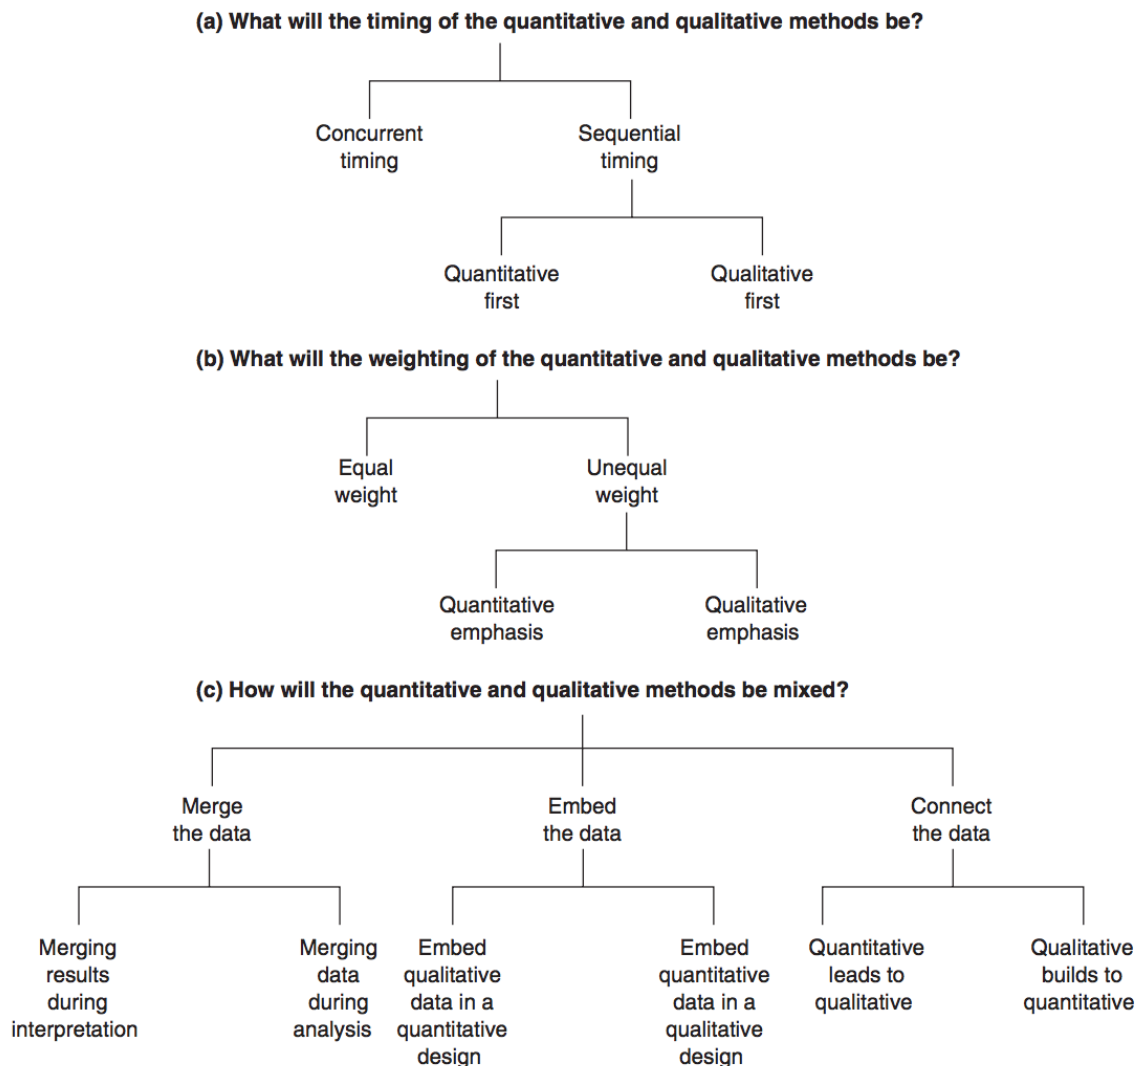 (a) What will the timing of the quantitative and qualitative methods be?
Concurrent
timing
Sequential
timing
Quantitative
first
Qualitative
first
(b) What will the weighting of the quantitative and qualitative methods be?
Equal
weight
Unequal
weight
Quantitative
emphasis
Qualitative
emphasis
(c) How will the quantitative and qualitative methods be mixed?
Merge
the data
Embed
the data
Connect
the data
Merging
results
during
interpretation
Merging
data
during
analysis
Embed
qualitative
data in a
quantitative
design
Embed
quantitative
data in a
qualitative
design
Quantitative
leads to
qualitative
Qualitative
builds to
quantitative